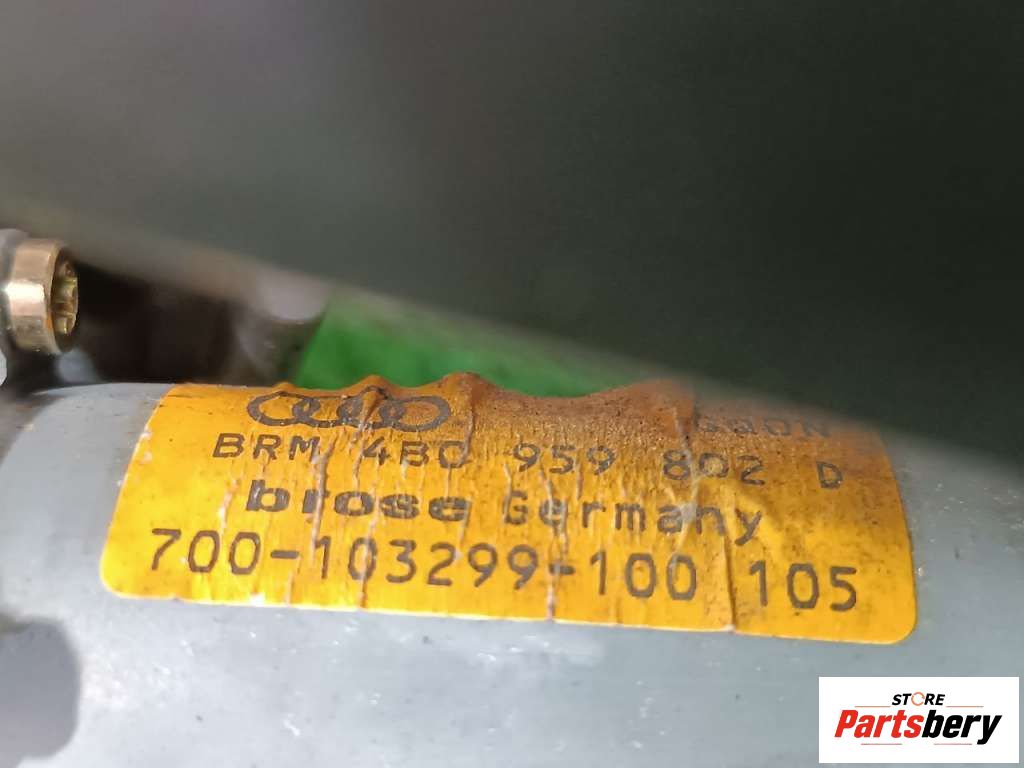 BRM 4B0 959 802 D
brose Germany
700-103299-100 105
STORE
Partsbery